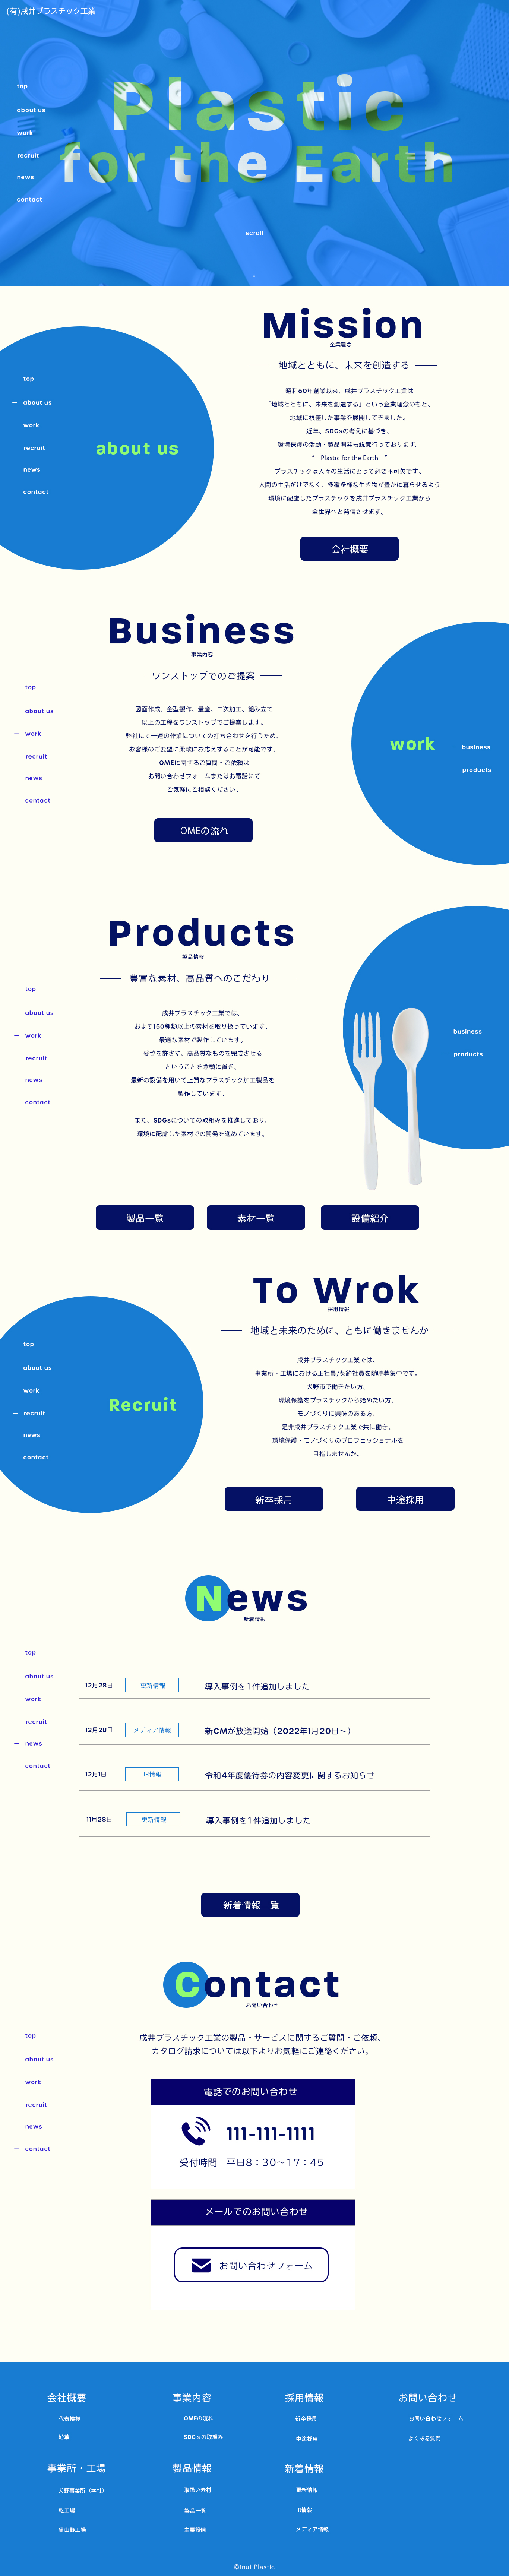 (有)戌井プラスチック工業
top
about us
work
recruit
news
contact
Plastic
for the Earth
scroll
Mission
企業理念
地域とともに、未来を創造する
昭和60年創業以来、戌井プラスチック工業は
「地域とともに、未来を創造する」という企業理念のもと、
地域に根差した事業を展開してきました。
近年、SDGsの考えに基づき、
環境保護の活動・製品開発も鋭意行っております。
" Plastic for the Earth "
プラスチックは人々の生活にとって必要不可欠です。
人間の生活だけでなく、多種多様な生き物が豊かに暮らせるよう
環境に配慮したプラスチックを戌井プラスチック工業から
全世界へと発信させます。
会社概要
top
about us
work
recruit
news
contact
about us
Business
事業内容
ワンストップでのご提案
図面作成、金型製作、量産、二次加工、組み立て
以上の工程をワンストップでご提案します。
弊社にて一連の作業についての打ち合わせを行うため、
お客様のご要望に柔軟にお応えすることが可能です。
OMEに関するご質問・ご依頼は
お問い合わせフォームまたはお電話にて
ご気軽にご相談ください。
OMEの流れ
top
about us
work
recruit
news
contact
work
business
products
Products
製品情報
豊富な素材、高品質へのこだわり
戌井プラスチック工業では、
およそ150種類以上の素材を取り扱っています。
最適な素材で製作しています。
妥協を許さず、高品質なものを完成させる
ということを念頭に置き、
最新の設備を用いて上質なプラスチック加工製品を
製作しています。
また、SDGsについての取組みを推進しており、
環境に配慮した素材での開発を進めています。
top
about us
work
recruit
news
contact
business
products
製品一覧
素材一覧
設備紹介
To Wrok
採用情報
地域と未来のために、ともに働きませんか
戌井プラスチック工業では、
事業所・工場における正社員/契約社員を随時募集中です。
犬野市で働きたい方、
環境保護をプラスチックから始めたい方、
モノづくりに興味のある方、
是非戌井プラスチック工業で共に働き、
環境保護・モノづくりのプロフェッショナルを
目指しませんか。
新卒採用
中途採用
top
about us
work
recruit
news
contact
Recruit
News
新着情報
top
about us
work
recruit
news
contact
12月28日 更新情報 導入事例を1件追加しました
12月28日 メディア情報 新CMが放送開始（2022年1月20日～）
12月1日 IR情報 令和4年度優待券の内容変更に関するお知らせ
11月28日 更新情報 導入事例を1件追加しました
新着情報一覧
Contact
お問い合わせ
戌井プラスチック工業の製品・サービスに関するご質問・ご依頼、
カタログ請求については以下よりお気軽にご連絡ください。
top
about us
work
recruit
news
contact
電話でのお問い合わせ
111-111-1111
受付時間 平日8：30～17：45
メールでのお問い合わせ
お問い合わせフォーム
会社概要
代表挨拶
沿革
事業内容
OMEの流れ
SDGｓの取組み
採用情報
新卒採用
中途採用
お問い合わせ
お問い合わせフォーム
よくある質問
事業所・工場
犬野事業所（本社）
乾工場
猫山野工場
製品情報
取扱い素材
製品一覧
主要設備
新着情報
更新情報
IR情報
メディア情報
©Inui Plastic